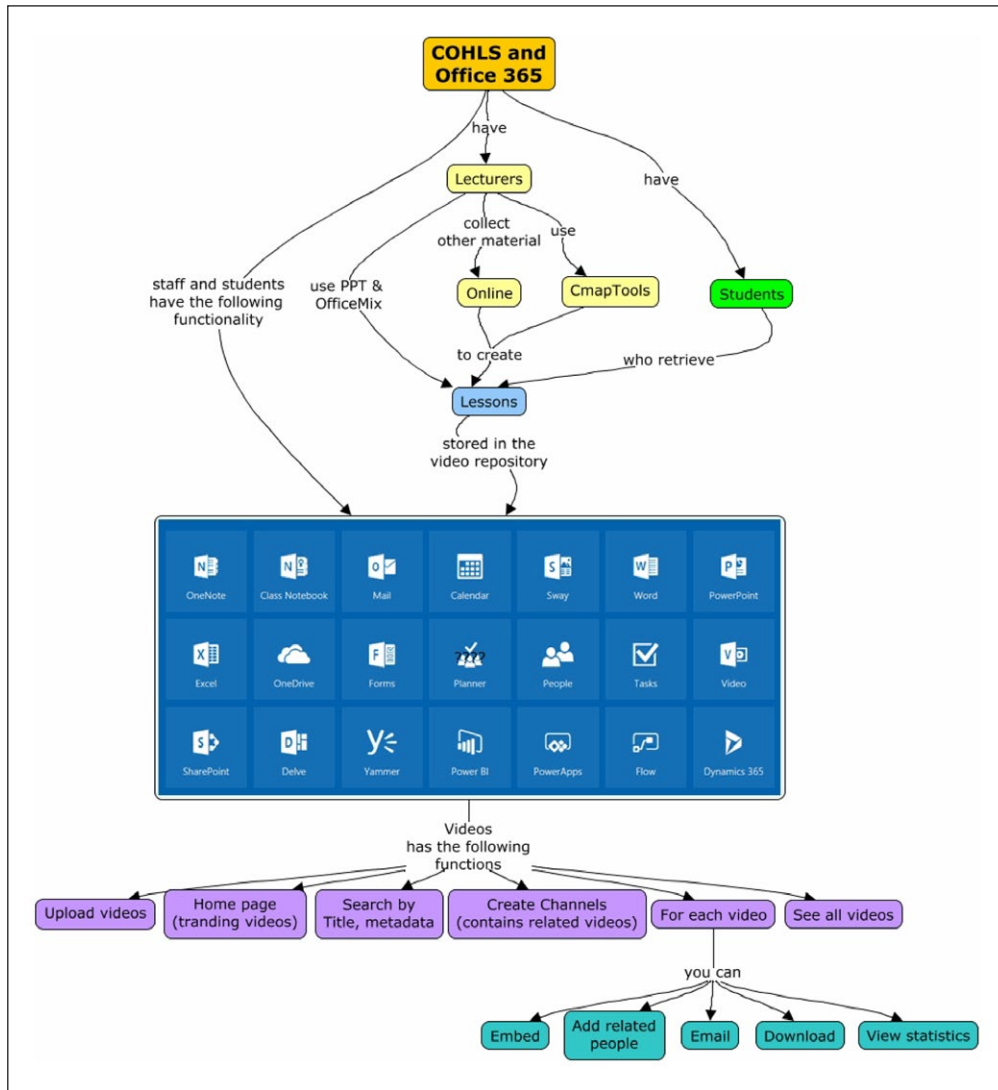 COHLS and
Office 365
have
Lecturers
have
collect
other material
use
staff and students
have the following
functionality
use PPT &
OfficeMix
Online
CmapTools
Students
to create
who retrieve
Lessons
stored in the
video repository
OneNote
Class Notebook
Mail
Calendar
Sway
Word
PowerPoint
Excel
OneDrive
Forms
????
Planner
People
Tasks
Video
SharePoint
Delve
Yammer
Power BI
PowerApps
Flow
Dynamics 365
Videos
has the following
functions
Upload videos
Home page
(tranding videos)
Search by
Title, metadata
Create Channels
(contains related videos)
For each video
See all videos
you can
Embed
Add related
people
Email
Download
View statistics